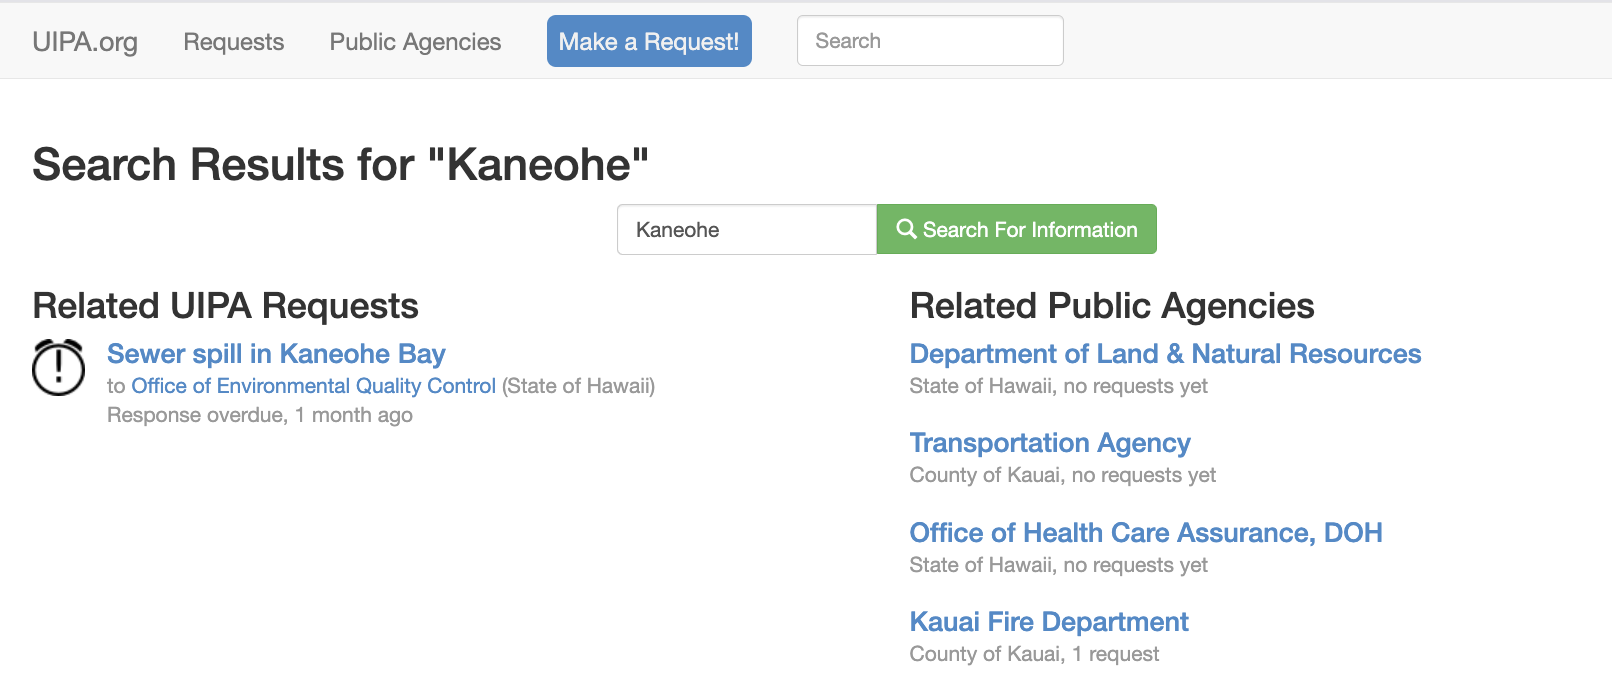 UIPA.org Requests Public Agencies Make a Request! Search
Search Results for "Kaneohe"
Kaneohe Search For Information
Related UIPA Requests
Sewer spill in Kaneohe Bay
to Office of Environmental Quality Control (State of Hawaii)
Response overdue, 1 month ago
Related Public Agencies
Department of Land & Natural Resources
State of Hawaii, no requests yet
Transportation Agency
County of Kauai, no requests yet
Office of Health Care Assurance, DOH
State of Hawaii, no requests yet
Kauai Fire Department
County of Kauai, 1 request